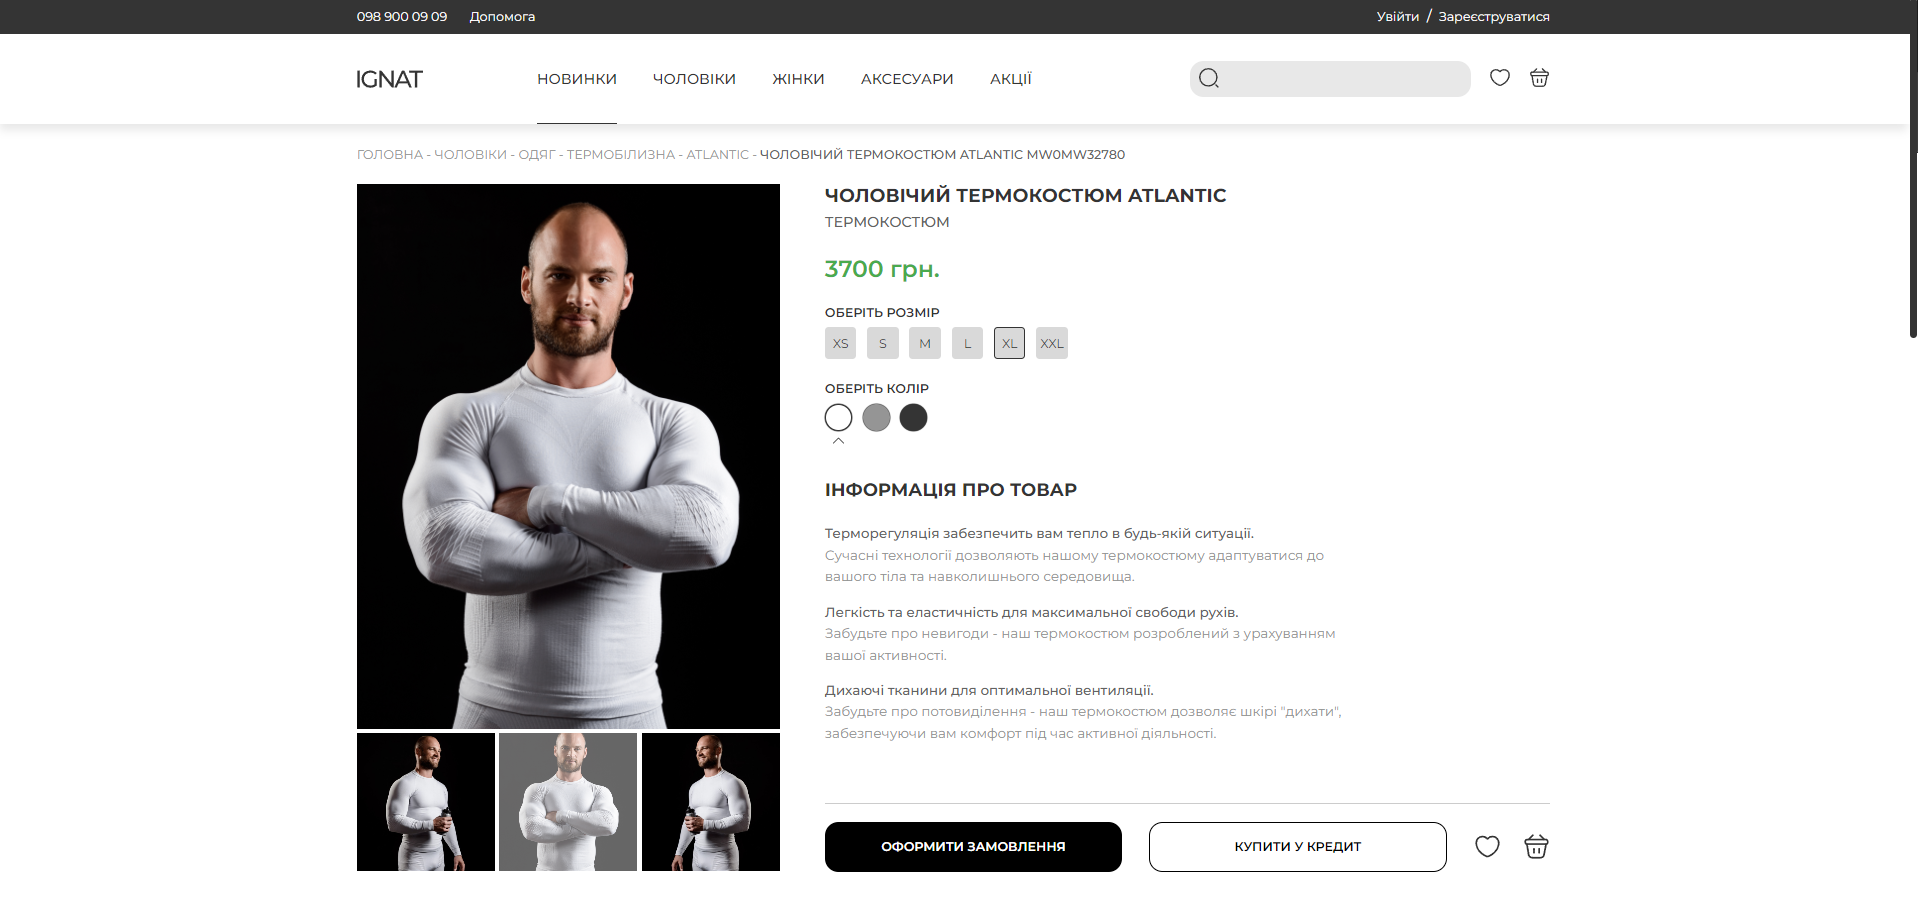 098 900 09 09 Допомога Увійти / Зареєструватися
IGNAT НОВИНКИ ЧОЛОВІКИ ЖІНКИ АКСЕСУАРИ АКЦІЇ
ГОЛОВНА - ЧОЛОВІКИ - ОДЯГ - ТЕРМОБІЛИЗНА - ATLANTIC - ЧОЛОВІЧИЙ ТЕРМОКОСТЮМ ATLANTIC MW0MW32780
ЧОЛОВІЧИЙ ТЕРМОКОСТЮМ ATLANTIC
ТЕРМОКОСТЮМ
3700 грн.
ОБЕРІТЬ РОЗМІР
XS S M L XL XXL
ОБЕРІТЬ КОЛІР
ІНФОРМАЦІЯ ПРО ТОВАР
Терморегуляція забезпечить вам тепло в будь-якій ситуації.
Сучасні технології дозволяють нашому термокостюму адаптуватися до
вашого тіла та навколишнього середовища.
Легкість та еластичність для максимальної свободи рухів.
Забудьте про невигоди - наш термокостюм розроблений з урахуванням
вашої активності.
Дихаючі тканини для оптимальної вентиляції.
Забудьте про потовиділення - наш термокостюм дозволяє шкірі "дихати",
забезпечуючи вам комфорт під час активної діяльності.
ОФОРМИТИ ЗАМОВЛЕННЯ КУПИТИ У КРЕДИТ